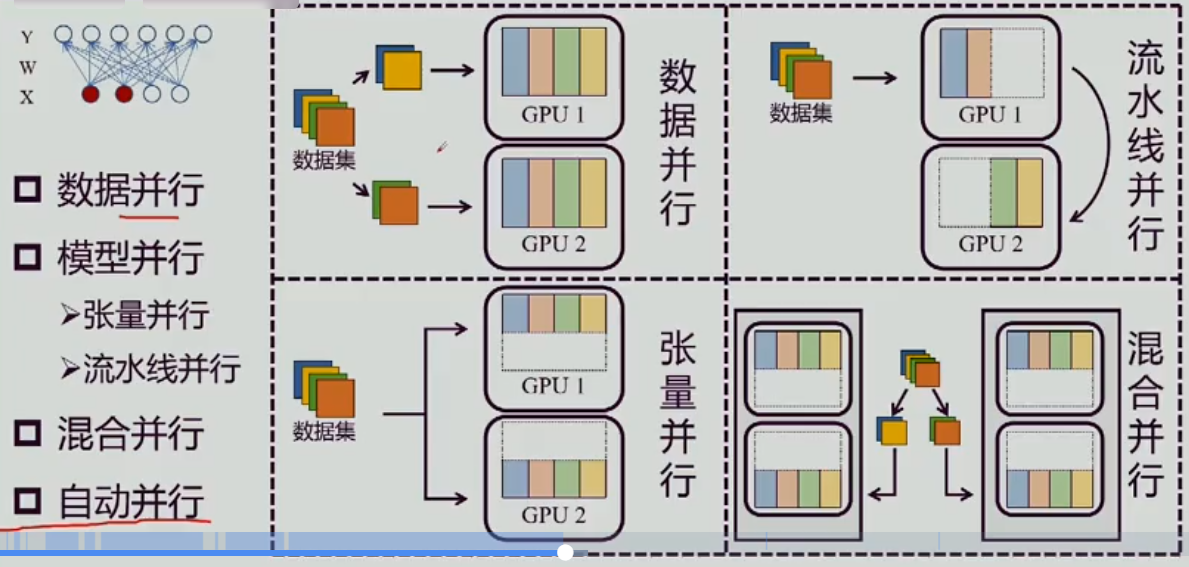 Y
W
X
数据并行
模型并行
张量并行
流水线并行
混合并行
自动并行
数据集
GPU 1
GPU 2
数据并行
数据集
GPU 1
GPU 2
流水线并行
数据集
GPU 1
GPU 2
张量并行
混合并行